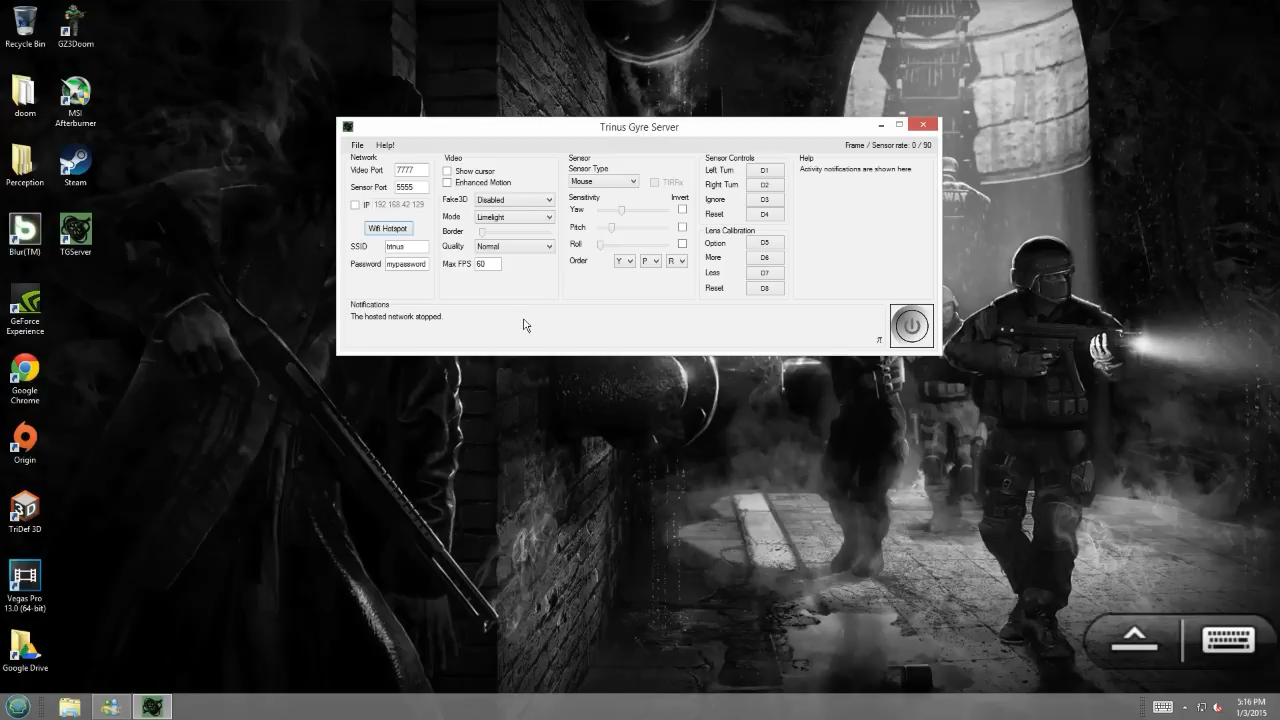 Recycle Bin
GZ3Doom
doom
MSI
Afterburner
Perception
Steam
Blur(TM)
TGServer
GeForce
Experience
Google
Chrome
Origin
TriDef 3D
Vegas Pro
13.0 (64-bit)
Google Drive
Trinus Gyre Server
File Help!
Frame / Sensor rate: 0 / 90
Network
Video Port 7777
Sensor Port 5555
IP 192.168.42.129
Wifi Hotspot
SSID trinus
Password mypassword
Video
Show cursor
Enhanced Motion
Fake3D Disabled
Mode Limelight
Border
Quality Normal
Max FPS 60
Sensor
Sensor Type
Mouse TIRFix
Sensitivity Invert
Yaw
Pitch
Roll
Order Y P R
Sensor Controls
Left Turn D1
Right Turn D2
Ignore D3
Reset D4
Lens Calibration
Option D5
More D6
Less D7
Reset D8
Help
Activity notifications are shown here
Notifications
The hosted network stopped.
π
5:16 PM
1/3/2015